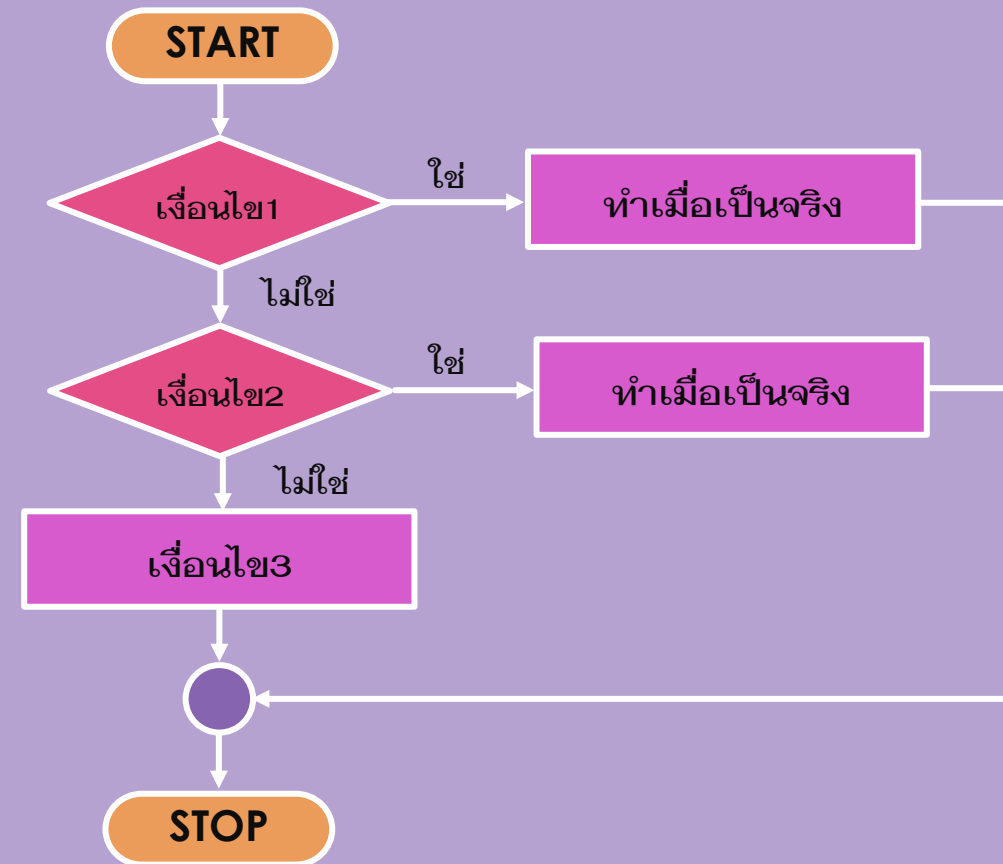 START
เงื่อนไข1
ใช่
ทำเมื่อเป็นจริง
ไม่ใช่
เงื่อนไข2
ใช่
ทำเมื่อเป็นจริง
ไม่ใช่
เงื่อนไข3
STOP